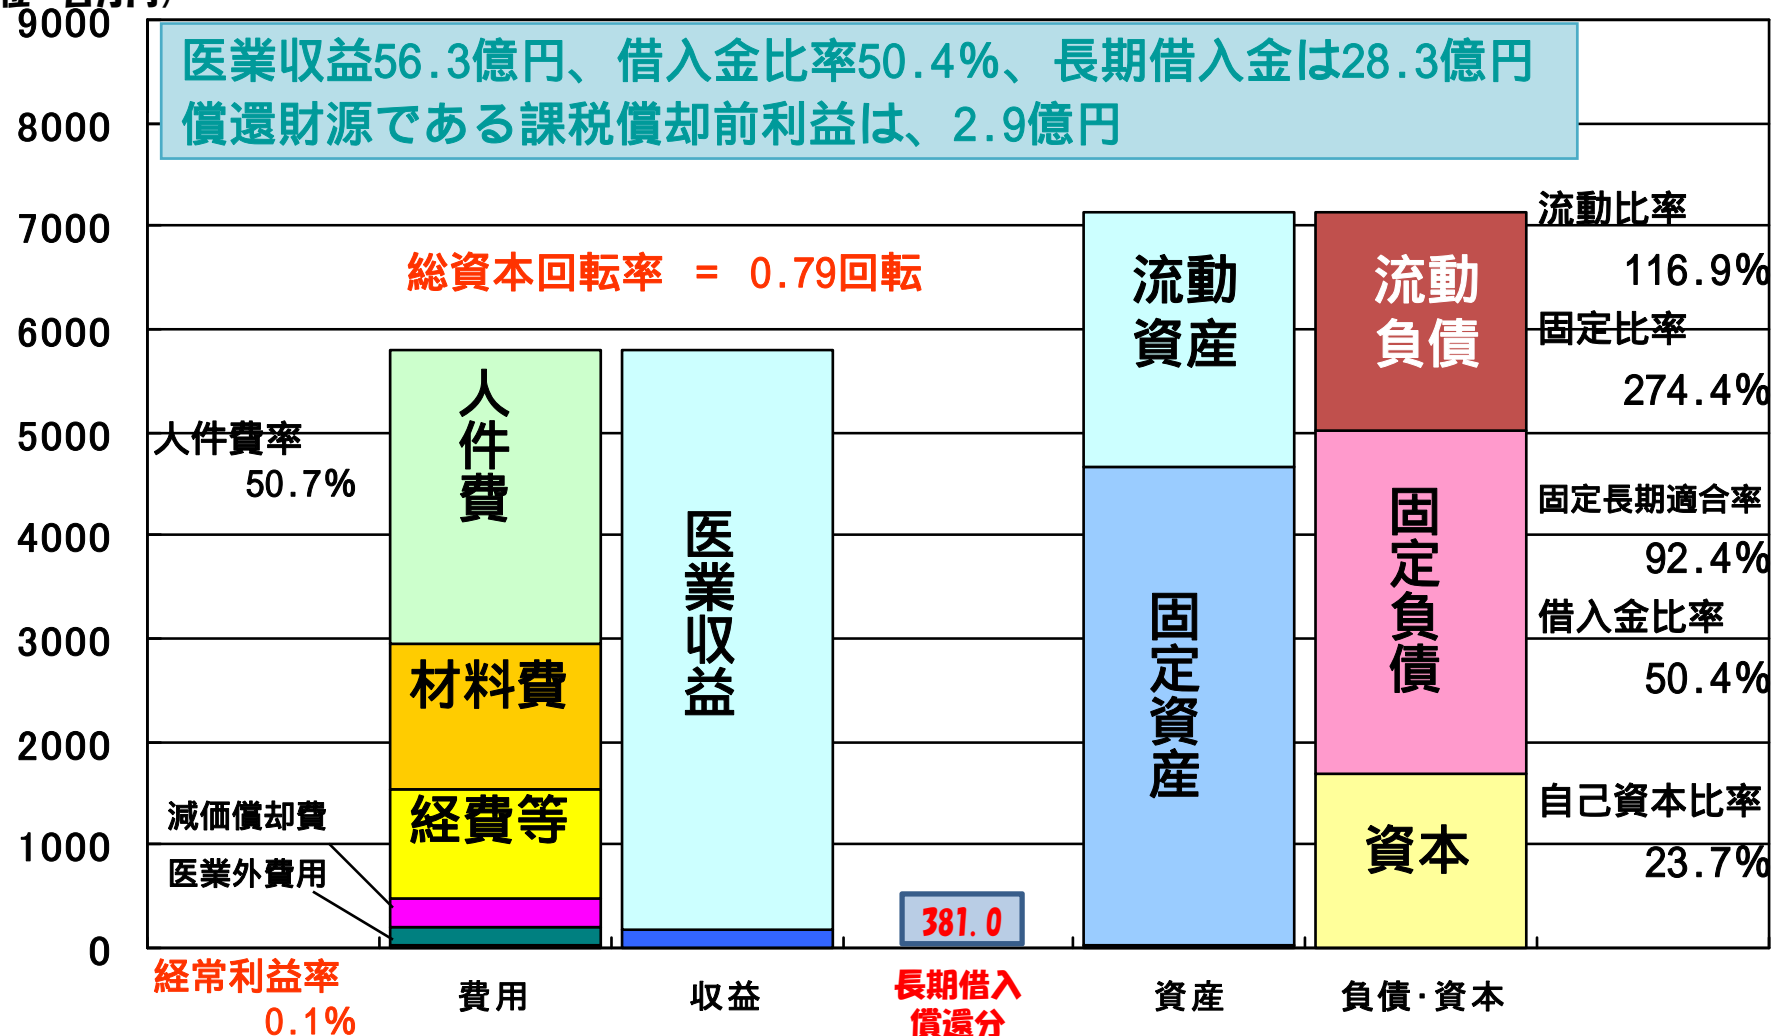 9000
医業収益56.3億円、借入金比率50.4%、長期借入金は28.3億円
償還財源である課税償却前利益は、2.9億円
8000
7000
6000
5000
4000
3000
2000
1000
0
総資本回転率 = 0.79回転
人件費率
50.7%
減価償却費
医業外費用
経常利益率
0.1%
人件費
材料費
経費等
医業収益
381.0
流動
資産
固定資産
流動
負債
固定負債
資本
流動比率
116.9%
固定比率
274.4%
固定長期適合率
92.4%
借入金比率
50.4%
自己資本比率
23.7%
費用
収益
長期借入
償還分
資産
負債・資本